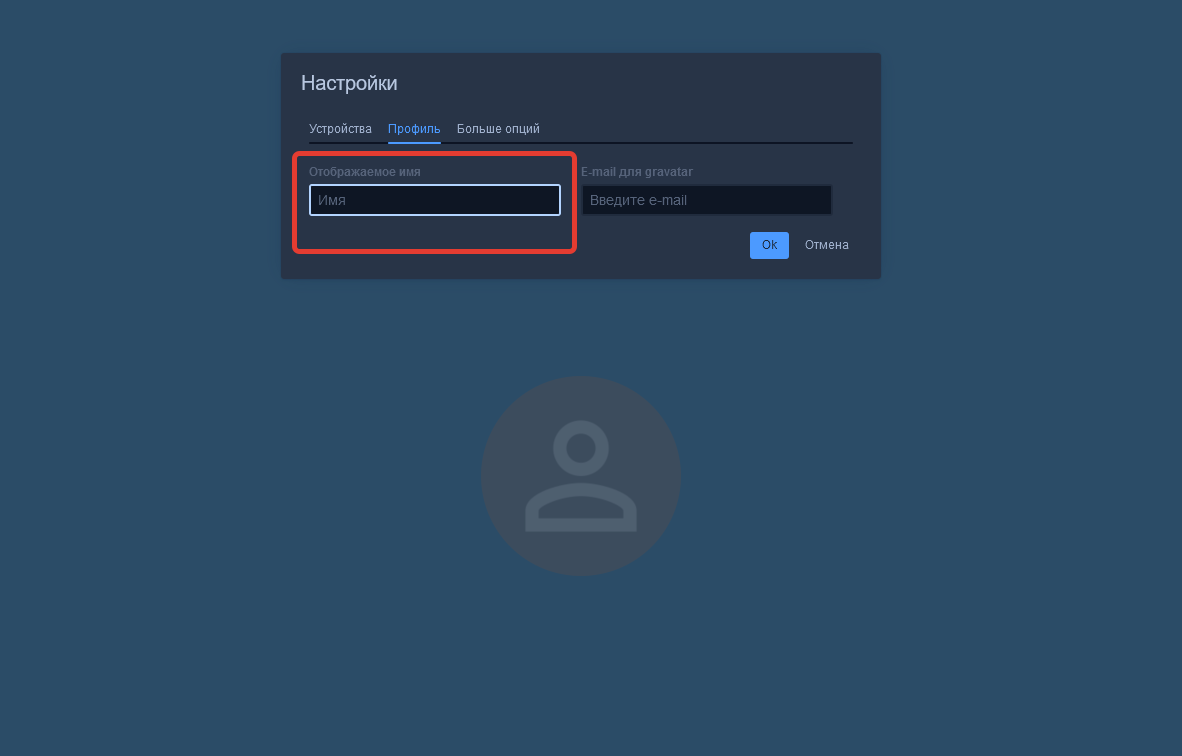 Настройки
Устройства Профиль Больше опций
Отображаемое имя E-mail для gravatar
Имя Введите e-mail
Ok Отмена